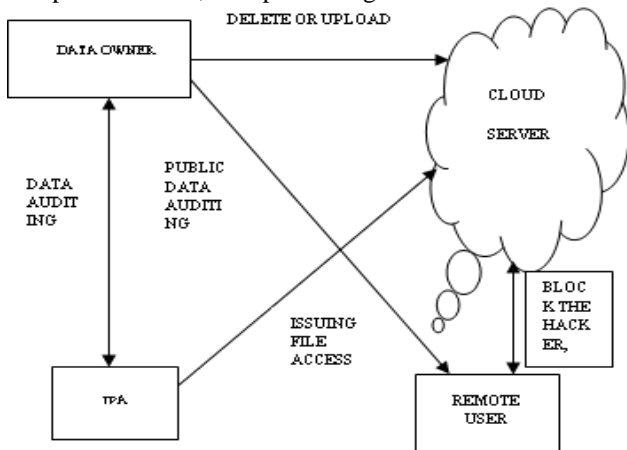 DELETE OR UPLOAD
DATA OWNER
CLOUD
SERVER
DATA
AUDIT
ING
PUBLIC
DATA
AUDITI
NG
BLOC
K THE
HACK
ER,
ISSUING
FILE
ACCESS
TPA
REMOTE
USER